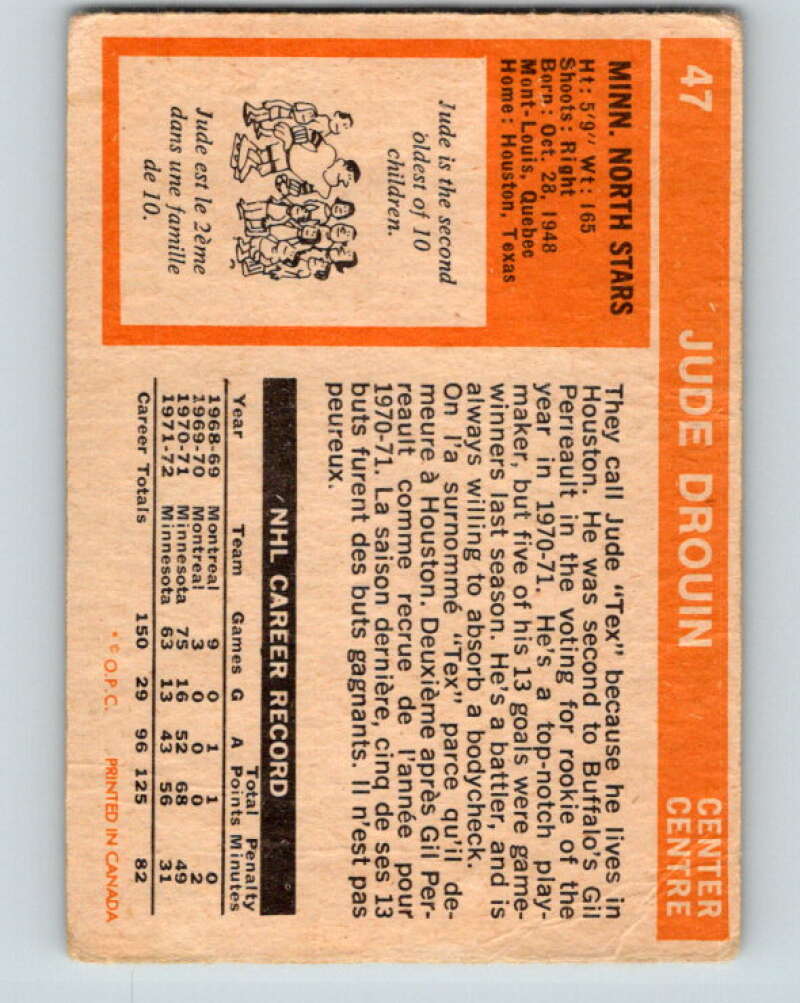 47 JUDE DROUIN CENTER
CENTRE
MINN. NORTH STARS
Ht: 5'9" Wt: 165
Shoots: Right
Born: Oct. 28, 1948
Mont-Louis, Quebec
Home: Houston, Texas
Jude is the second
oldest of 10
children.
Jude est le 2ème
dans une famille
de 10.
They call Jude "Tex" because he lives in
Houston. He was second to Buffalo's Gil
Perreault in the voting for rookie of the
year in 1970-71. He's a top-notch play-
maker, but five of his 13 goals were game-
winners last season. He's a battler, and is
always willing to absorb a bodycheck.
On l'a surnommé "Tex" parce qu'il de-
meure à Houston. Deuxième après Gil Per-
reault comme recrue de l'année pour
1970-71. La saison dernière, cinq de ses 13
buts furent des buts gagnants. Il n'est pas
peureux.
NHL CAREER RECORD
Total Penalty
Year Team Games G A Points Minutes
1968-69 Montreal 9 0 1 1 0
1969-70 Montreal 3 0 0 0 2
1970-71 Minnesota 75 16 52 68 49
1971-72 Minnesota 63 13 43 56 31
Career Totals 150 29 96 125 82
* © O.P.C. PRINTED IN CANADA